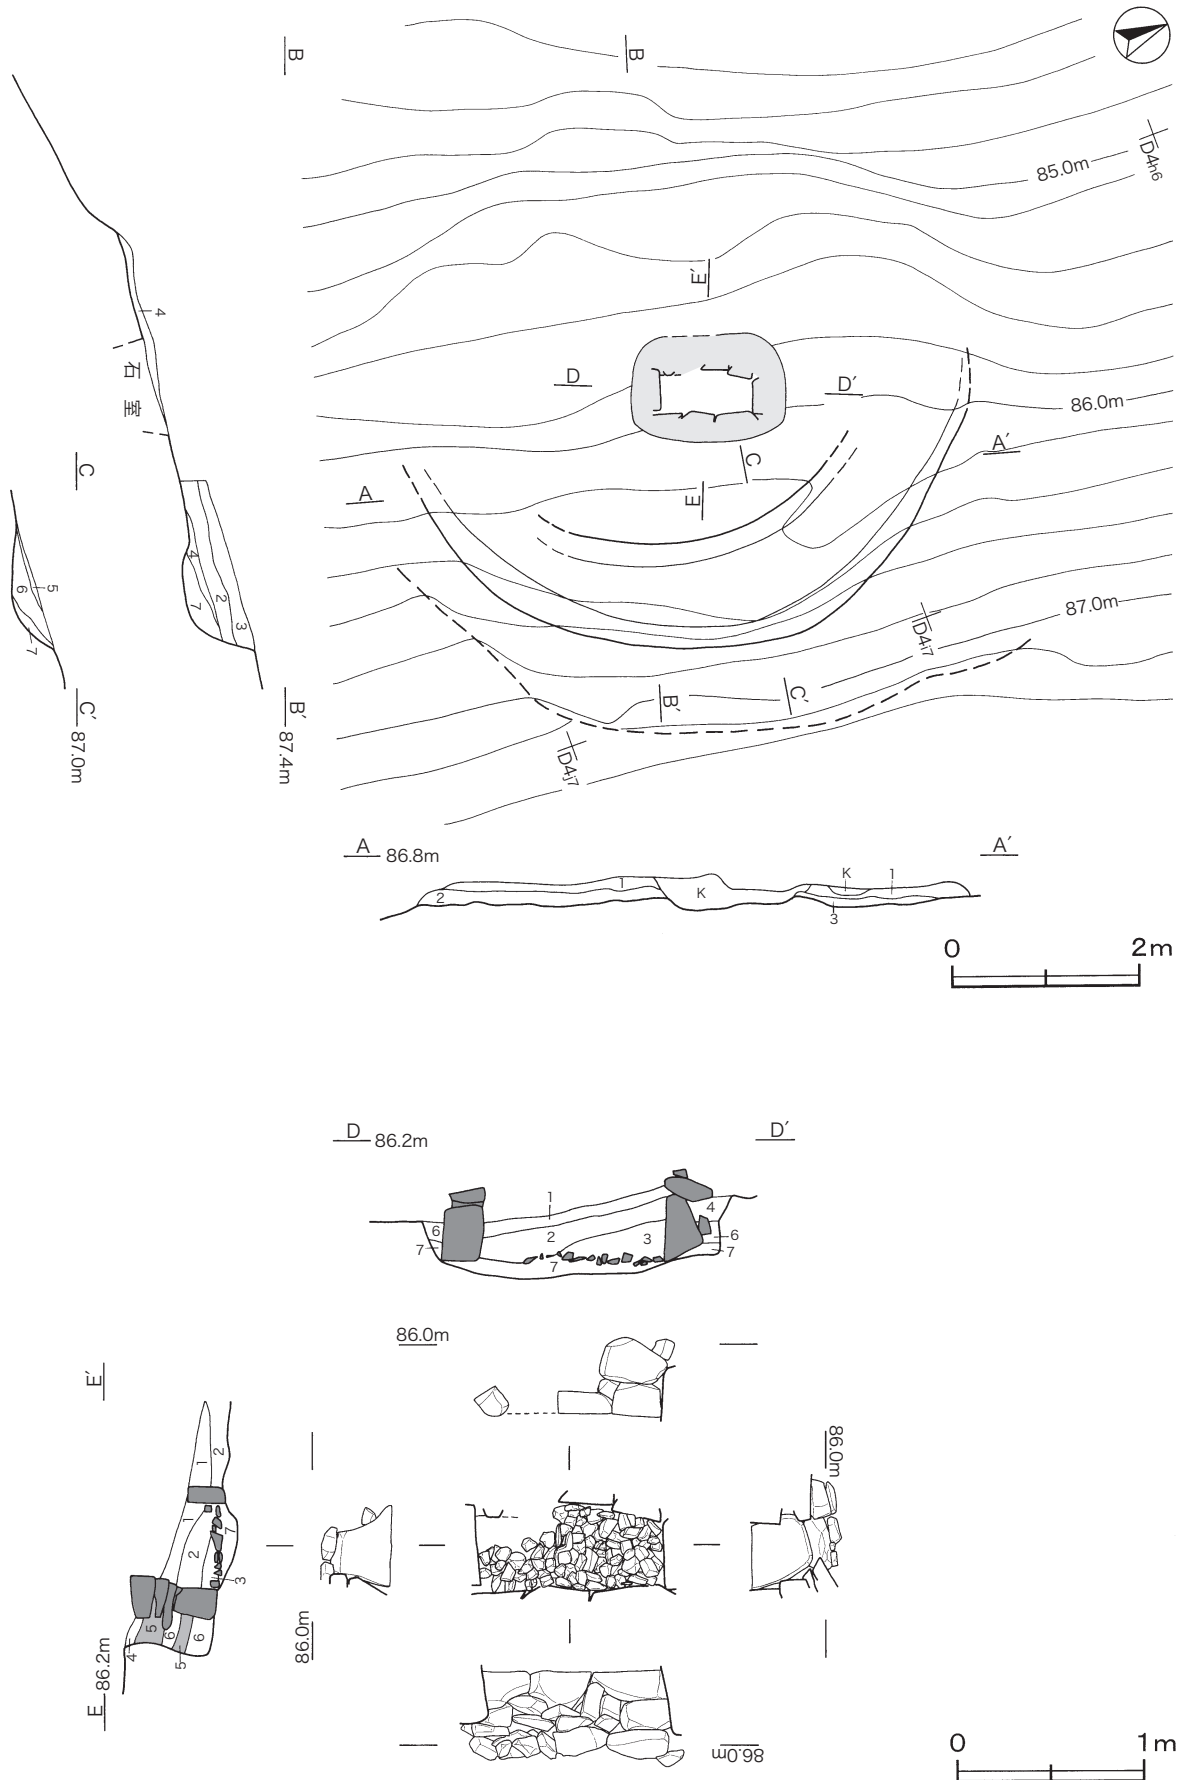 B
B
85.0m
D4h6
E′
4
石室
D
D′
86.0m
C
A′
C
A
E
4
7
2
3
5
6
7
87.0m
D4i7
B′
C′
C′
87.0m
B′
87.4m
D4j7
A
86.8m
A′
1
K
K
1
2
3
0
2m
D
86.2m
D′
1
6
2
3
4
6
7
7
7
86.0m
E′
86.0m
1
2
1
7
2
3
5
6
6
4
5
86.2m
E
86.0m
86.0m
0
1m